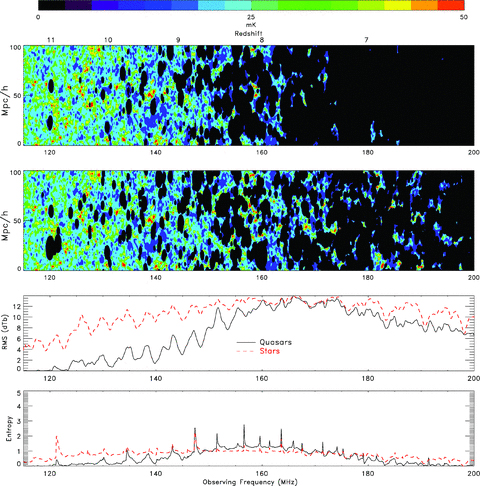 0 25 50
mK
Redshift
11 10 9 8 7
Mpc/h
100
50
0
120 140 160 180 200
Mpc/h
100
50
0
120 140 160 180 200
RMS (dTb)
12
10
8
6
4
2
0
Quasars
Stars
120 140 160 180 200
Entropy
5
4
3
2
1
0
120 140 160 180 200
Observing Frequency (MHz)